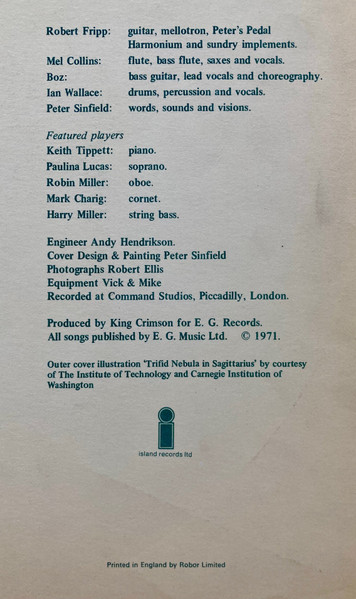 Robert Fripp: guitar, mellotron, Peter's Pedal
Harmonium and sundry implements.
Mel Collins: flute, bass flute, saxes and vocals.
Boz: bass guitar, lead vocals and choreography.
Ian Wallace: drums, percussion and vocals.
Peter Sinfield: words, sounds and visions.
Featured players
Keith Tippett: piano.
Paulina Lucas: soprano.
Robin Miller: oboe.
Mark Charig: cornet.
Harry Miller: string bass.
Engineer Andy Hendrikson.
Cover Design & Painting Peter Sinfield
Photographs Robert Ellis
Equipment Vick & Mike
Recorded at Command Studios, Piccadilly, London.
Produced by King Crimson for E. G. Records.
All songs published by E. G. Music Ltd. © 1971.
Outer cover illustration 'Trifid Nebula in Sagittarius' by courtesy
of The Institute of Technology and Carnegie Institution of
Washington
i
island records ltd
Printed in England by Robor Limited